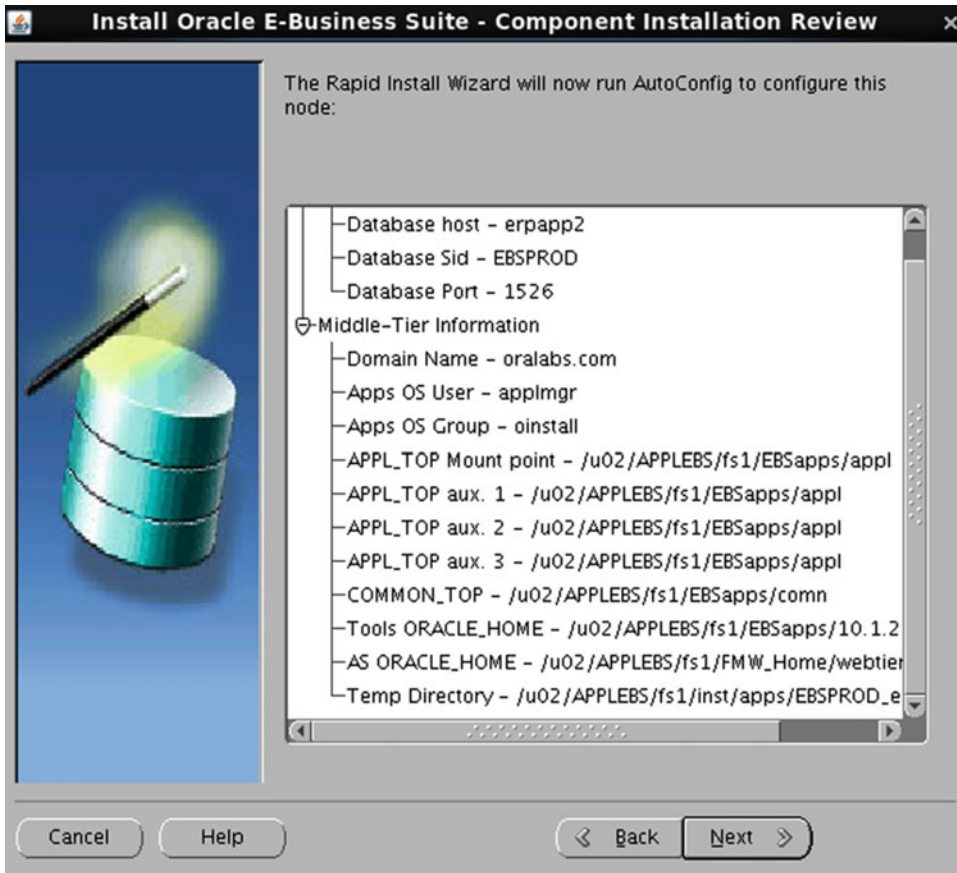 Install Oracle E-Business Suite - Component Installation Review
The Rapid Install Wizard will now run AutoConfig to configure this
node:
Database host - erpapp2
Database Sid - EBSPROD
Database Port - 1526
Middle-Tier Information
Domain Name - oralabs.com
Apps OS User - applmgr
Apps OS Group - oinstall
APPL_TOP Mount point - /u02/APPLEBS/fs1/EBSapps/appl
APPL_TOP aux. 1 - /u02/APPLEBS/fs1/EBSapps/appl
APPL_TOP aux. 2 - /u02/APPLEBS/fs1/EBSapps/appl
APPL_TOP aux. 3 - /u02/APPLEBS/fs1/EBSapps/appl
COMMON_TOP - /u02/APPLEBS/fs1/EBSapps/comn
Tools ORACLE_HOME - /u02/APPLEBS/fs1/EBSapps/10.1.2
AS ORACLE_HOME - /u02/APPLEBS/fs1/FMW_Home/webtier
Temp Directory - /u02/APPLEBS/fs1/inst/apps/EBSPROD_e
Cancel Help Back Next